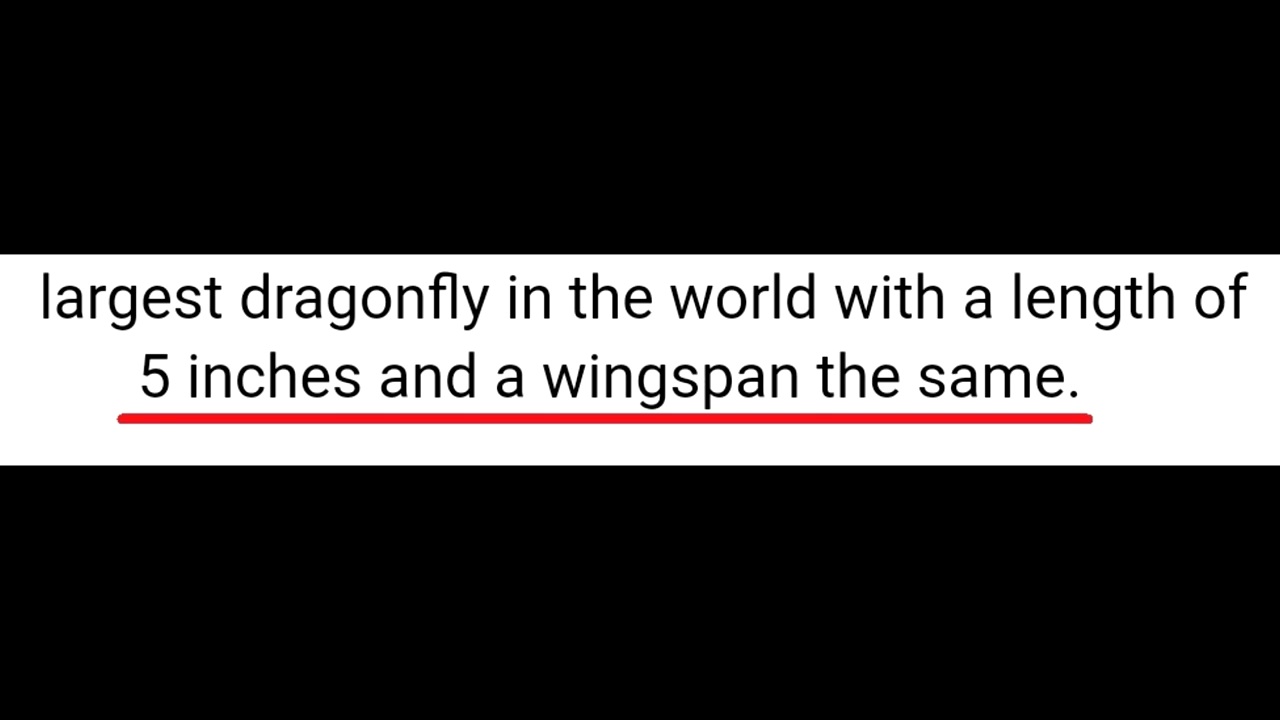 largest dragonfly in the world with a length of
5 inches and a wingspan the same.